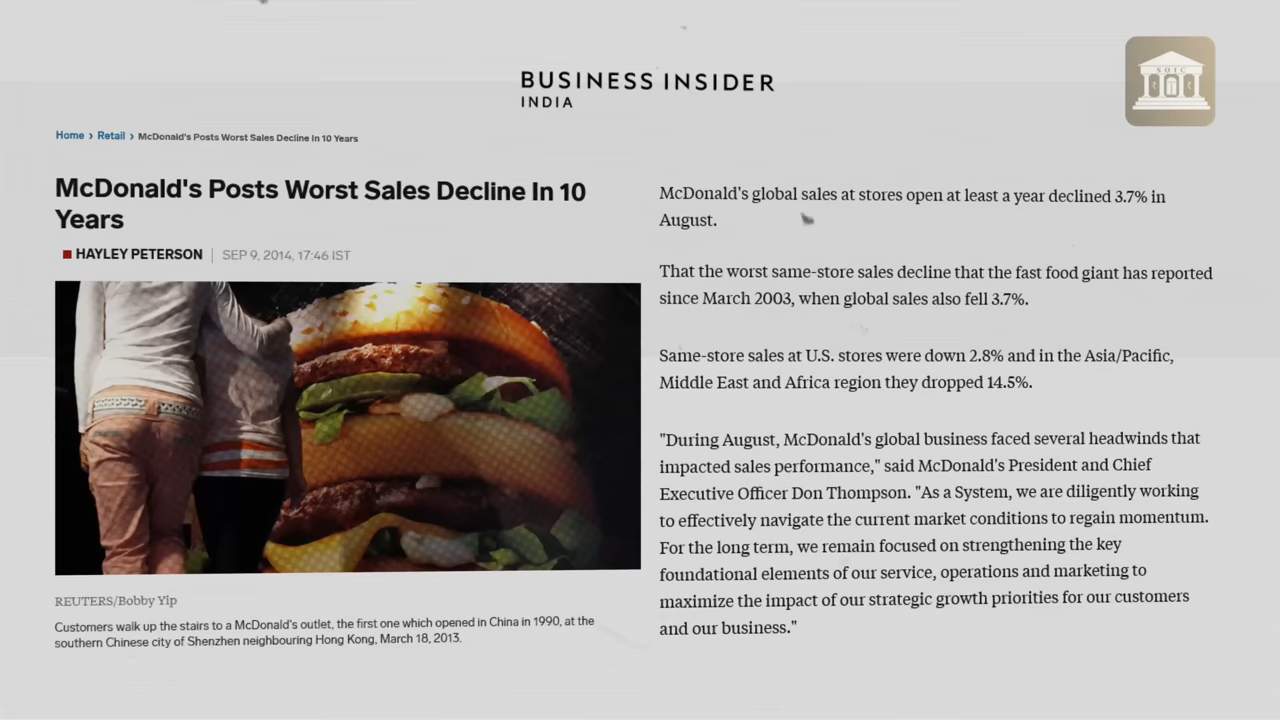 SOIC
BUSINESS INSIDER
INDIA
Home › Retail › McDonald's Posts Worst Sales Decline In 10 Years
McDonald's Posts Worst Sales Decline In 10
Years
HAYLEY PETERSON | SEP 9, 2014, 17:46 IST
REUTERS/Bobby Yip
Customers walk up the stairs to a McDonald's outlet, the first one which opened in China in 1990, at the
southern Chinese city of Shenzhen neighbouring Hong Kong, March 18, 2013.
McDonald's global sales at stores open at least a year declined 3.7% in
August.
That the worst same-store sales decline that the fast food giant has reported
since March 2003, when global sales also fell 3.7%.
Same-store sales at U.S. stores were down 2.8% and in the Asia/Pacific,
Middle East and Africa region they dropped 14.5%.
"During August, McDonald's global business faced several headwinds that
impacted sales performance," said McDonald's President and Chief
Executive Officer Don Thompson. "As a System, we are diligently working
to effectively navigate the current market conditions to regain momentum.
For the long term, we remain focused on strengthening the key
foundational elements of our service, operations and marketing to
maximize the impact of our strategic growth priorities for our customers
and our business."